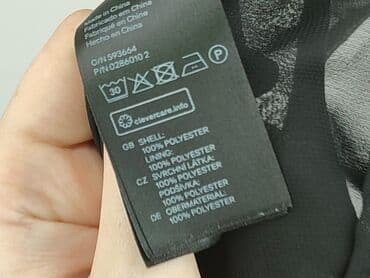 Made in China
Fabricado en China
Fabriqué en Chine
Hecho en China
O/N 593664
P/N 0286010 2
30 P
clevercare.info
GB SHELL:
100% POLYESTER
LINING:
100% POLYESTER
CZ SVRCHNÍ LÁTKA:
100% POLYESTER
PODŠÍVKA:
100% POLYESTER
DE OBERMATERIAL:
100% POLYESTER